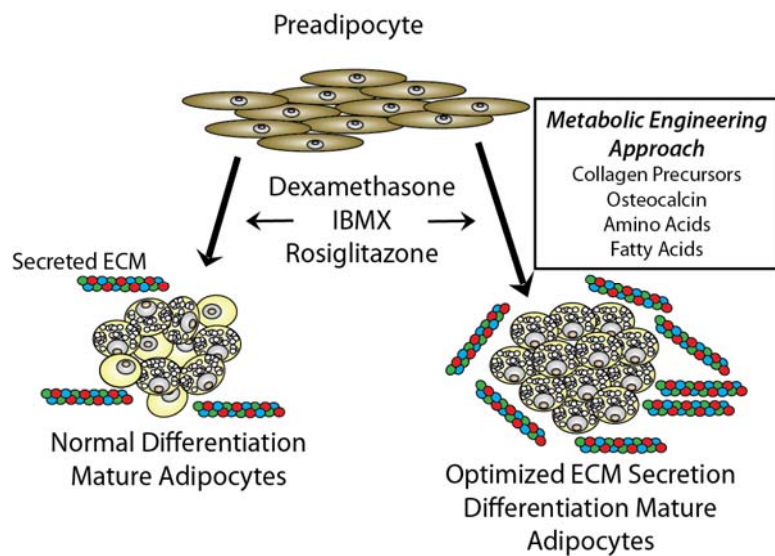 Preadipocyte
Metabolic Engineering
Approach
Collagen Precursors
Osteocalcin
Amino Acids
Fatty Acids
Dexamethasone
IBMX
Rosiglitazone
Secreted ECM
Normal Differentiation
Mature Adipocytes
Optimized ECM Secretion
Differentiation Mature
Adipocytes